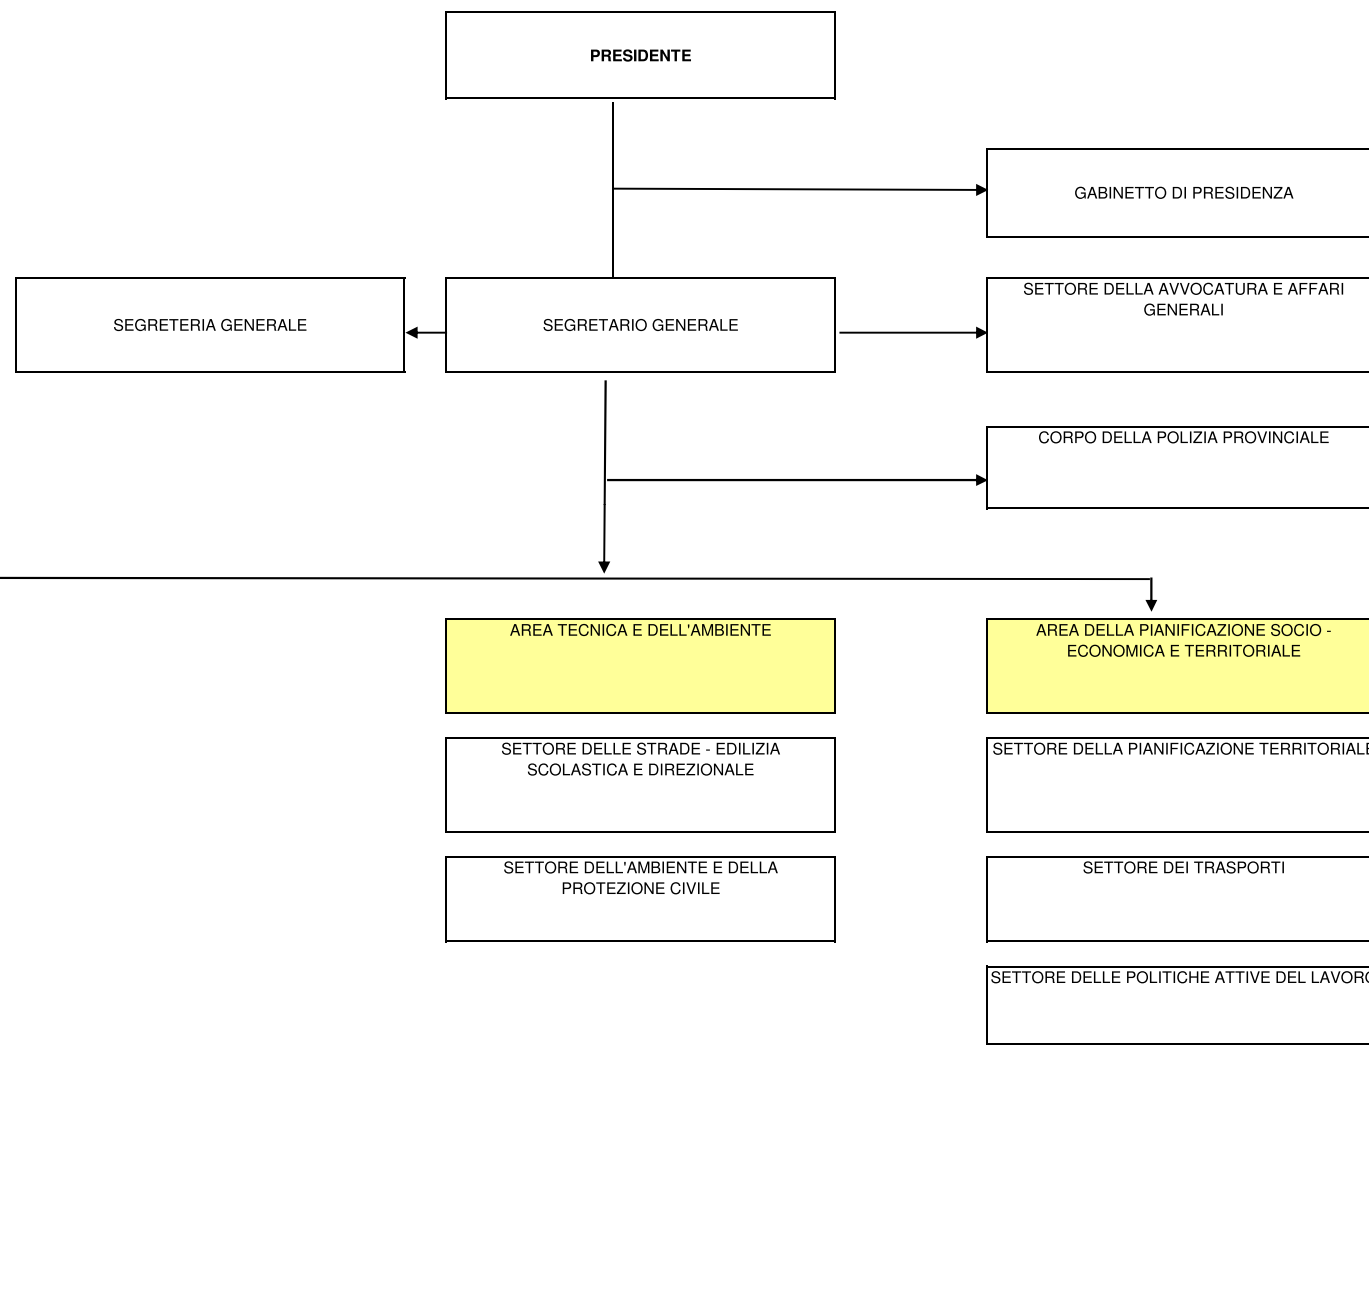 PRESIDENTE
GABINETTO DI PRESIDENZA
SEGRETERIA GENERALE
SEGRETARIO GENERALE
SETTORE DELLA AVVOCATURA E AFFARI
GENERALI
CORPO DELLA POLIZIA PROVINCIALE
AREA TECNICA E DELL'AMBIENTE
AREA DELLA PIANIFICAZIONE SOCIO -
ECONOMICA E TERRITORIALE
SETTORE DELLE STRADE - EDILIZIA
SCOLASTICA E DIREZIONALE
SETTORE DELLA PIANIFICAZIONE TERRITORIALE
SETTORE DELL'AMBIENTE E DELLA
PROTEZIONE CIVILE
SETTORE DEI TRASPORTI
SETTORE DELLE POLITICHE ATTIVE DEL LAVORO